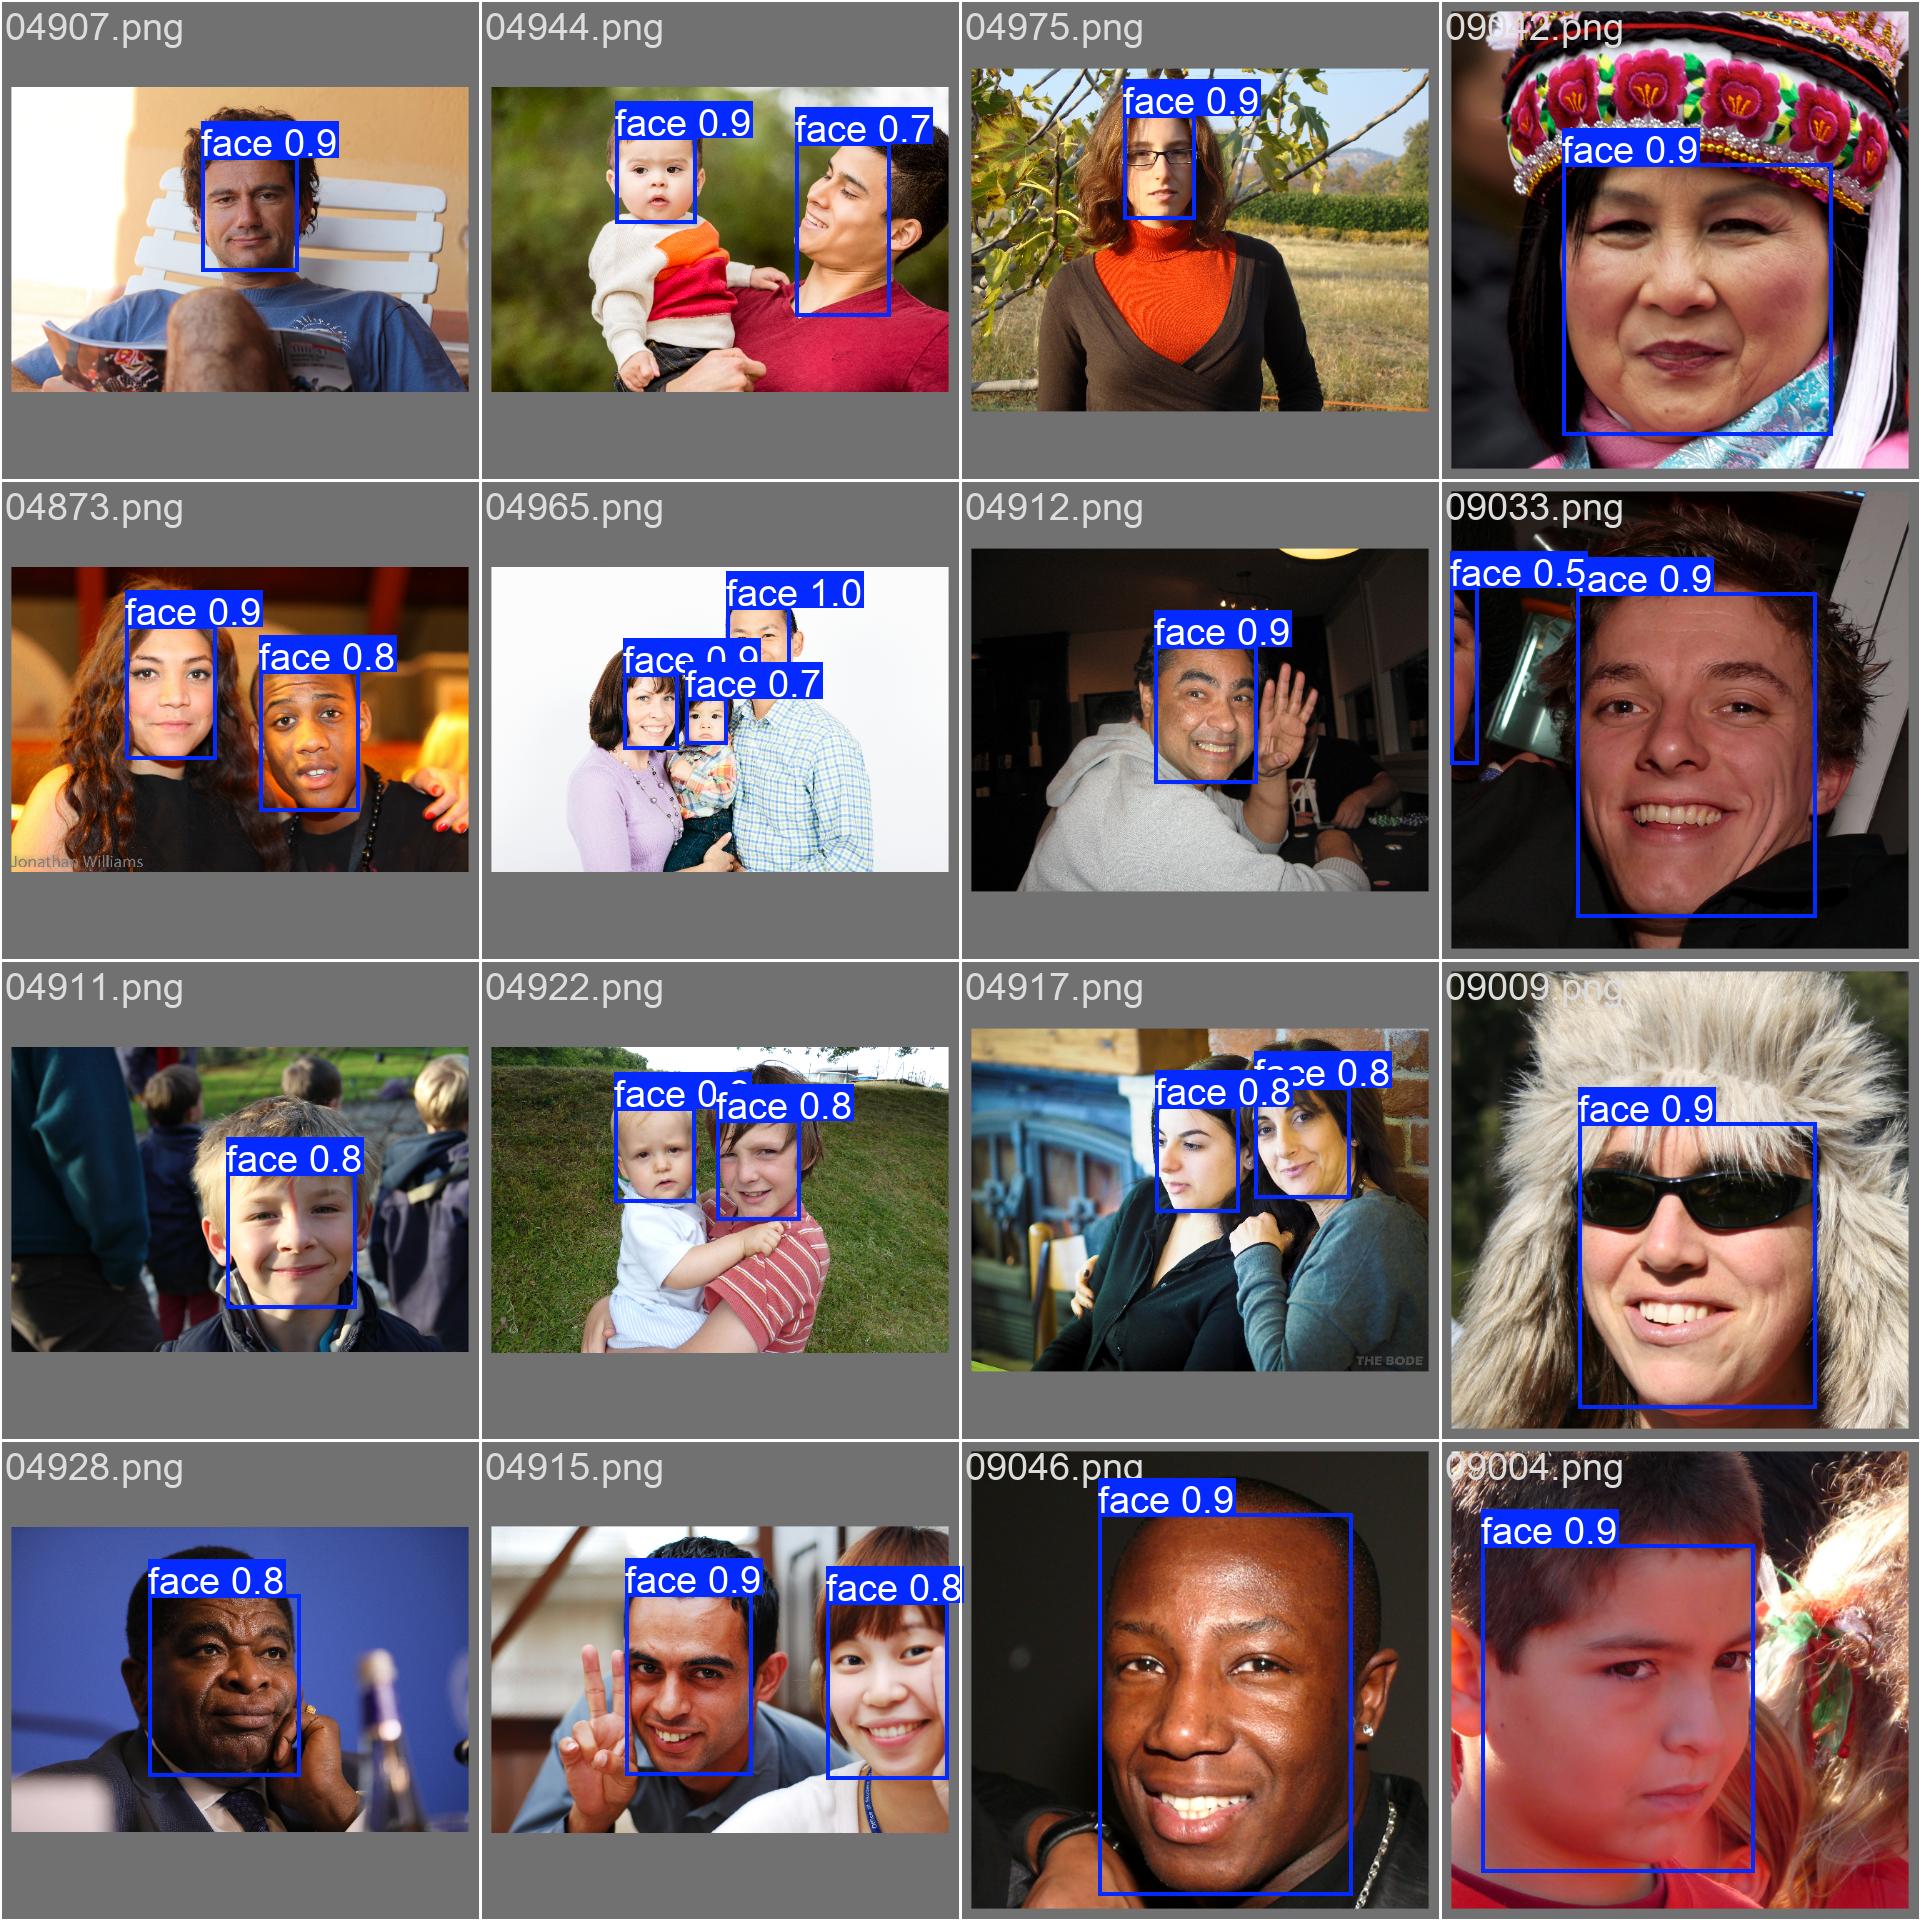 04907.png
face 0.9
04944.png
face 0.9
face 0.7
04975.png
face 0.9
09042.png
face 0.9
04873.png
face 0.9
face 0.8
Jonathan Williams
04965.png
face 1.0
face 0.9
face 0.7
04912.png
face 0.9
09033.png
face 0.5
face 0.9
04911.png
face 0.8
04922.png
face 0.
face 0.8
04917.png
face 0.8
face 0.8
THE BODE
09009.png
face 0.9
04928.png
face 0.8
04915.png
face 0.9
face 0.8
09046.png
face 0.9
09004.png
face 0.9